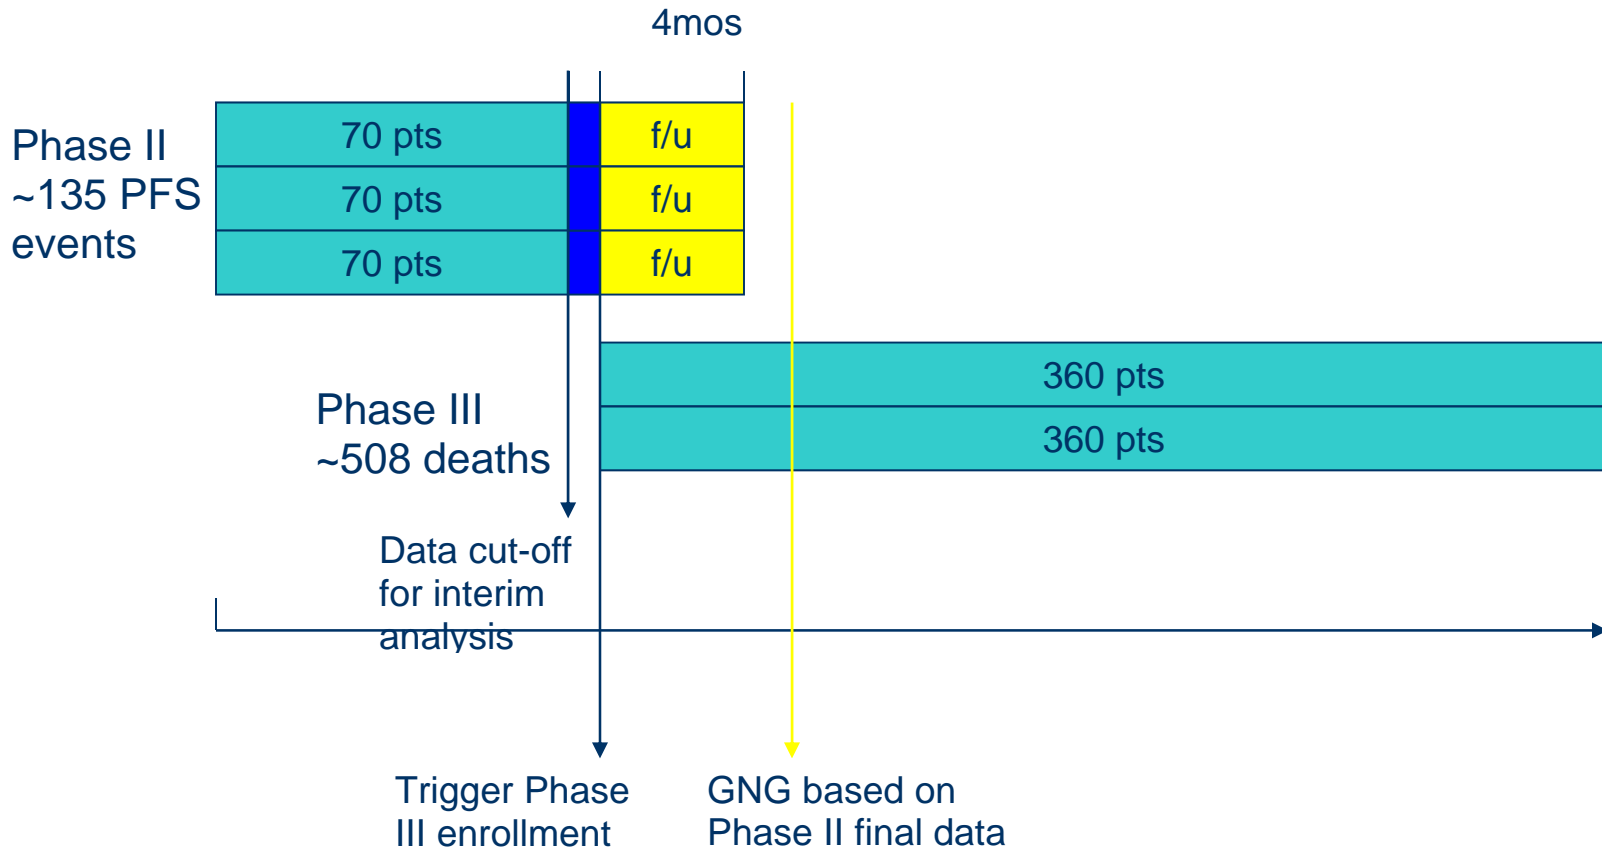 4mos
Phase II
~135 PFS
events
70 pts
f/u
70 pts
f/u
70 pts
f/u
360 pts
360 pts
Phase III
~508 deaths
Data cut-off
for interim
analysis
Trigger Phase
III enrollment
GNG based on
Phase II final data